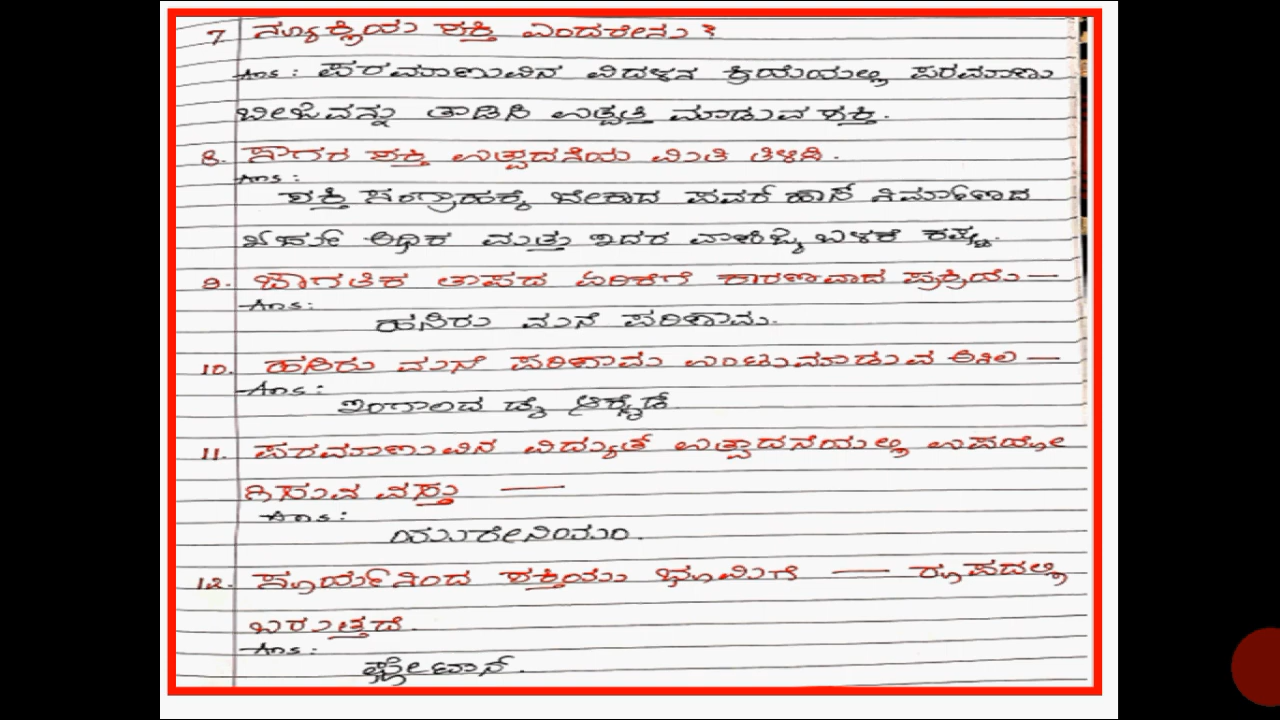 7 ನ್ಯೂಕ್ಲಿಯ ಶಕ್ತಿ ಎಂದರೇನು ?
Ans : ಪರಮಾಣುವಿನ ವಿದಳನ ಕ್ರಿಯೆಯಲ್ಲಿ ಪರಮಾಣು
ಬೀಜವನ್ನು ತಾಡಿಸಿ ಉತ್ಪತ್ತಿ ಮಾಡುವ ಶಕ್ತಿ.
8. ಸಾಗರ ಶಕ್ತಿ ಉತ್ಪಾದನೆಯ ಮಿತಿ ತಿಳಿಸಿ.
Ans :
ಶಕ್ತಿ ಸಂಗ್ರಾಹಕ್ಕೆ ಬೇಕಾದ ಪವರ್ ಹೌಸ್ ನಿರ್ಮಾಣದ
ಖರ್ಚು ಅಧಿಕ ಮತ್ತು ಇದರ ವಾಣಿಜ್ಯ ಬಳಕೆ ಕಷ್ಟ.
9. ಜಾಗತಿಕ ತಾಪದ ಏರಿಕೆಗೆ ಕಾರಣವಾದ ಪ್ರಕ್ರಿಯೆ —
Ans:
ಹಸಿರು ಮನೆ ಪರಿಣಾಮ.
10. ಹಸಿರು ಮನೆ ಪರಿಣಾಮ ಉಂಟುಮಾಡುವ ಅನಿಲ —
Ans :
ಇಂಗಾಲದ ಡೈ ಆಕ್ಸೈಡ್
11. ಪರಮಾಣುವಿನ ವಿದ್ಯುತ್ ಉತ್ಪಾದನೆಯಲ್ಲಿ ಉಪಯೋ
ಗಿಸುವ ವಸ್ತು —
Ans :
ಯುರೇನಿಯಂ.
12. ಸೂರ್ಯನಿಂದ ಶಕ್ತಿಯು ಭೂಮಿಗೆ — ರೂಪದಲ್ಲಿ
ಬರುತ್ತದೆ.
Ans :
ಫೋಟಾನ್.